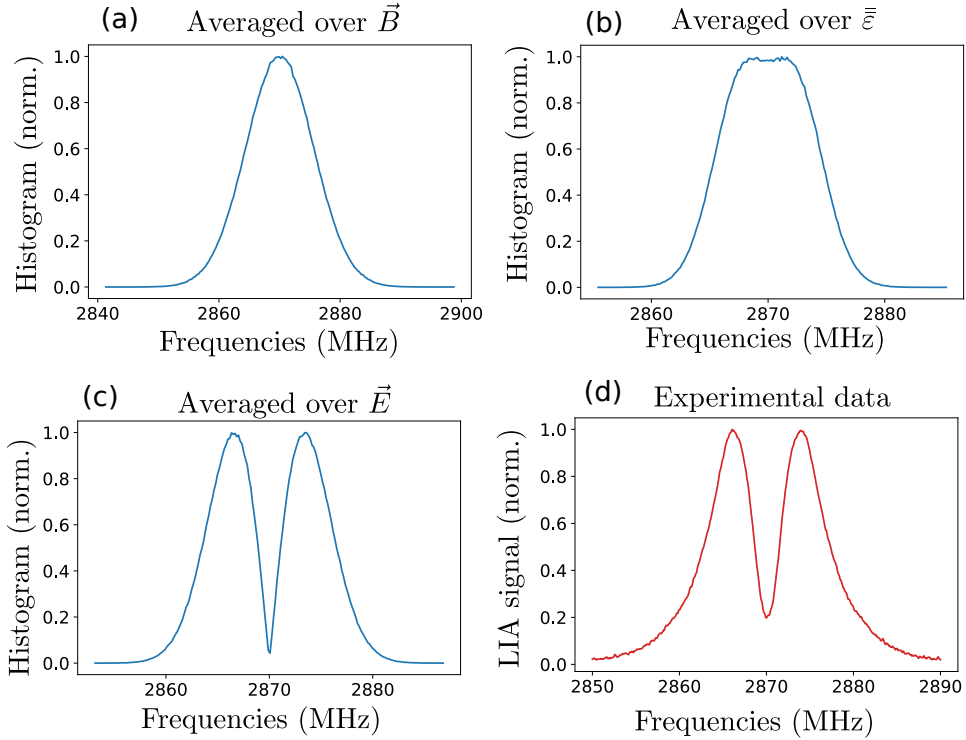 (a)
Averaged over B⃗
Histogram (norm.)
1.0
0.8
0.6
0.4
0.2
0.0
2840 2860 2880 2900
Frequencies (MHz)
(b)
Averaged over ε̿
Histogram (norm.)
1.0
0.8
0.6
0.4
0.2
0.0
2860 2870 2880
Frequencies (MHz)
(c)
Averaged over E⃗
Histogram (norm.)
1.0
0.8
0.6
0.4
0.2
0.0
2860 2870 2880
Frequencies (MHz)
(d)
Experimental data
LIA signal (norm.)
1.0
0.8
0.6
0.4
0.2
0.0
2850 2860 2870 2880 2890
Frequencies (MHz)